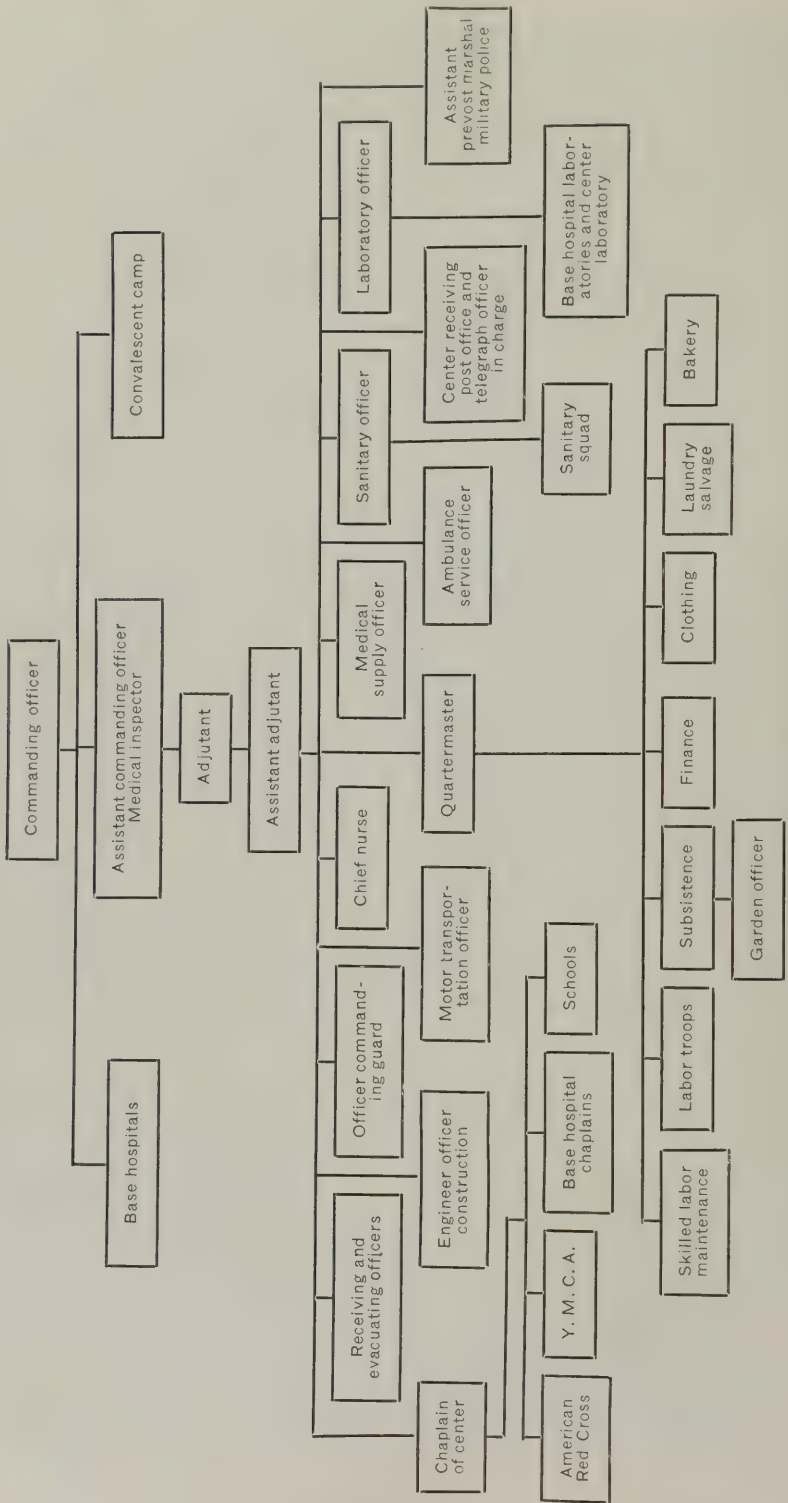 Commanding officer
Base hospitals
Assistant commanding officer
Medical inspector
Convalescent camp
Adjutant
Assistant adjutant
Receiving and
evacuating officers
Officer command-
ing guard
Chief nurse
Medical
supply officer
Sanitary officer
Laboratory officer
Chaplain
of center
Engineer officer
construction
Motor transpor-
tation officer
Quartermaster
Ambulance
service officer
Center receiving
post office and
telegraph officer
in charge
Assistant
prevost marshal
military police
American
Red Cross
Y. M. C. A.
Base hospital
chaplains
Schools
Sanitary
squad
Base hospital labor-
atories and center
laboratory
Skilled labor
maintenance
Labor troops
Subsistence
Finance
Clothing
Laundry
salvage
Bakery
Garden officer